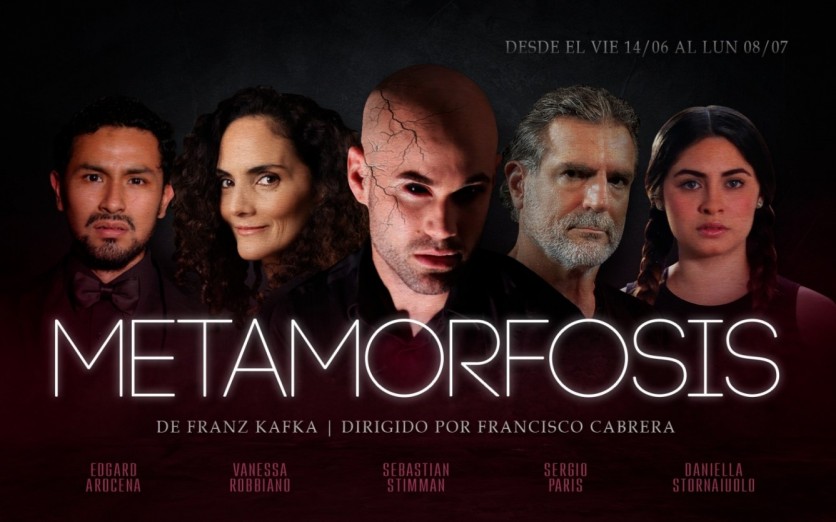 DESDE EL VIE 14/06 AL LUN 08/07
METAMORFOSIS
DE FRANZ KAFKA | DIRIGIDO POR FRANCISCO CABRERA
EDGARD AROCENA
VANESSA ROBBIANO
SEBASTIAN STIMMAN
SERGIO PARIS
DANIELLA STORNAIUOLO